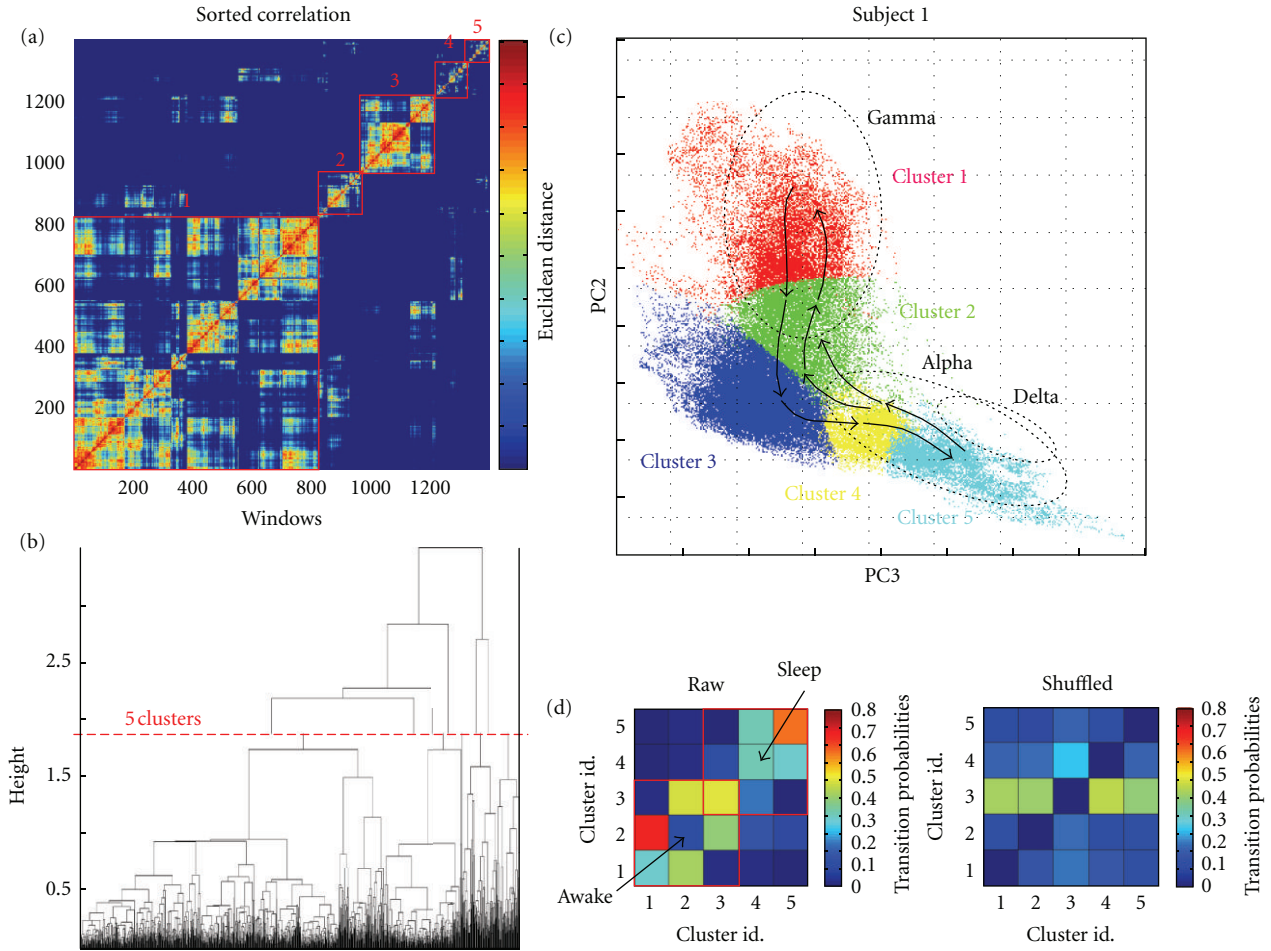 Sorted correlation
(a)
1
2
3
4
5
1200
1000
800
600
400
200
200 400 600 800 1000 1200
Windows
Euclidean distance
(b)
Height
2.5
1.5
0.5
5 clusters
Subject 1
(c)
PC2
PC3
Gamma
Cluster 1
Cluster 2
Alpha
Delta
Cluster 3
Cluster 4
Cluster 5
(d)
Raw
Sleep
Awake
Cluster id.
5
4
3
2
1
1 2 3 4 5
Cluster id.
0.8
0.7
0.6
0.5
0.4
0.3
0.2
0.1
0
Transition probabilities
Shuffled
Cluster id.
5
4
3
2
1
1 2 3 4 5
Cluster id.
0.8
0.7
0.6
0.5
0.4
0.3
0.2
0.1
0
Transition probabilities